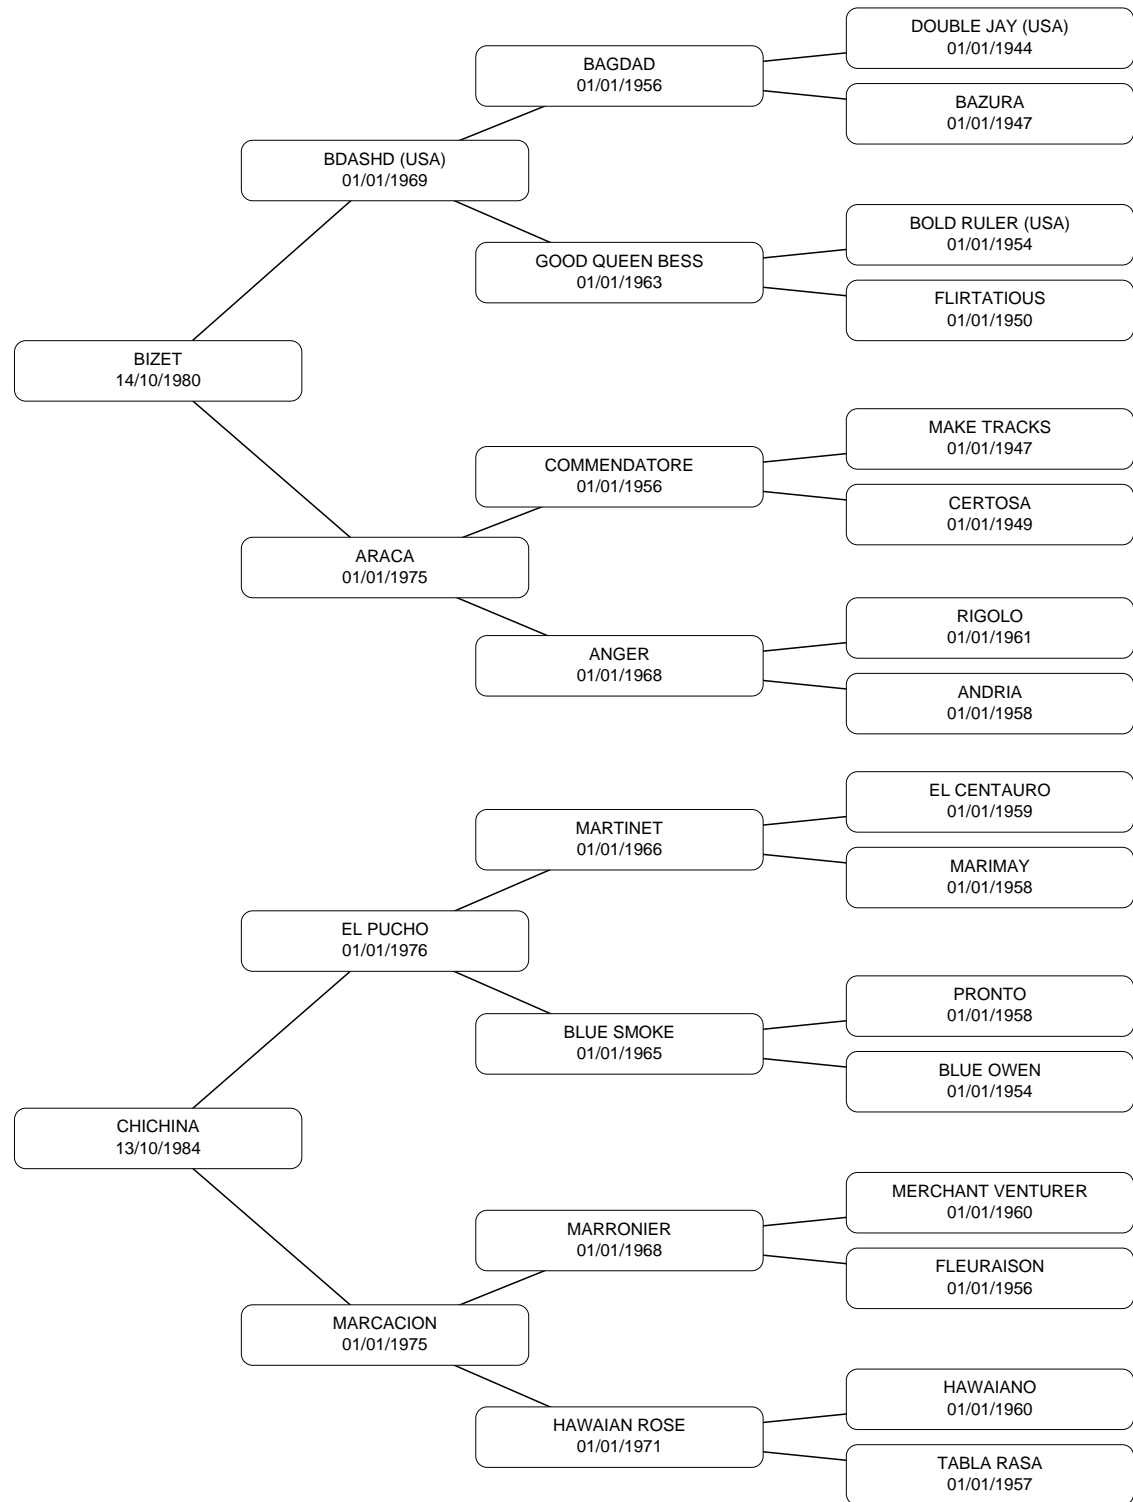 DOUBLE JAY (USA)
01/01/1944
BAGDAD
01/01/1956
BAZURA
01/01/1947
BDASHD (USA)
01/01/1969
BOLD RULER (USA)
01/01/1954
GOOD QUEEN BESS
01/01/1963
FLIRTATIOUS
01/01/1950
BIZET
14/10/1980
MAKE TRACKS
01/01/1947
COMMENDATORE
01/01/1956
CERTOSA
01/01/1949
ARACA
01/01/1975
RIGOLO
01/01/1961
ANGER
01/01/1968
ANDRIA
01/01/1958
EL CENTAURO
01/01/1959
MARTINET
01/01/1966
MARIMAY
01/01/1958
EL PUCHO
01/01/1976
PRONTO
01/01/1958
BLUE SMOKE
01/01/1965
BLUE OWEN
01/01/1954
CHICHINA
13/10/1984
MERCHANT VENTURER
01/01/1960
MARRONIER
01/01/1968
FLEURAISON
01/01/1956
MARCACION
01/01/1975
HAWAIANO
01/01/1960
HAWAIAN ROSE
01/01/1971
TABLA RASA
01/01/1957